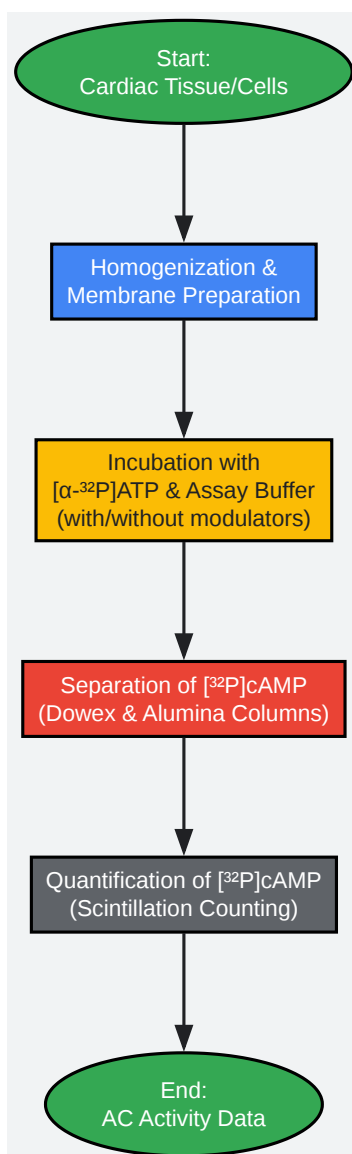 Start:
Cardiac Tissue/Cells
Homogenization &
Membrane Preparation
Incubation with
[α-³²P]ATP & Assay Buffer
(with/without modulators)
Separation of [³²P]cAMP
(Dowex & Alumina Columns)
Quantification of [³²P]cAMP
(Scintillation Counting)
End:
AC Activity Data